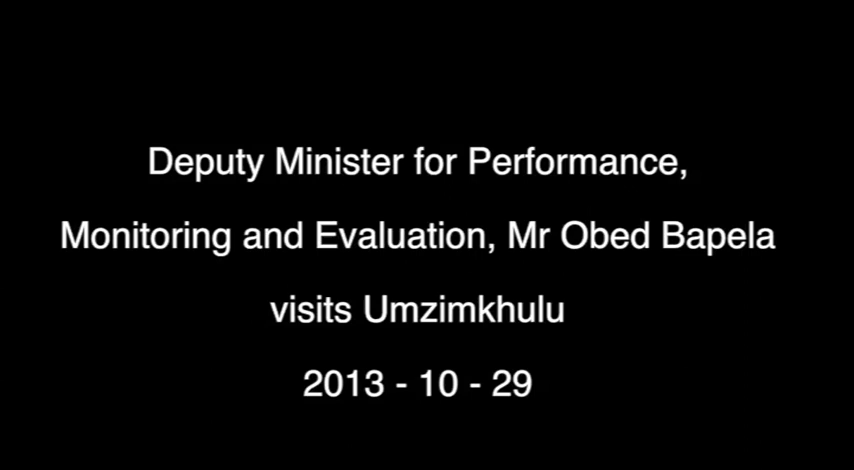 Deputy Minister for Performance,
Monitoring and Evaluation, Mr Obed Bapela
visits Umzimkhulu
2013 - 10 - 29